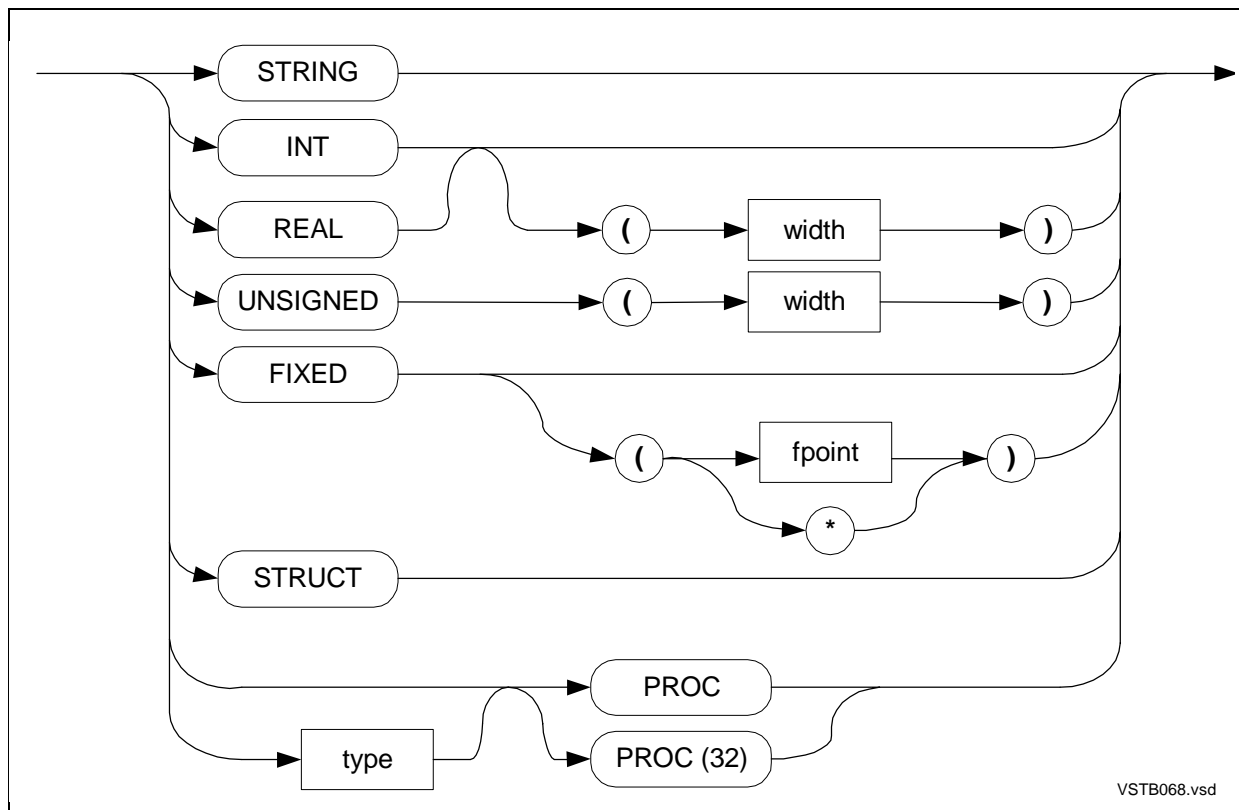 STRING
INT
REAL ( width )
UNSIGNED ( width )
FIXED
( fpoint )
*
STRUCT
PROC
type PROC (32)
VSTB068.vsd